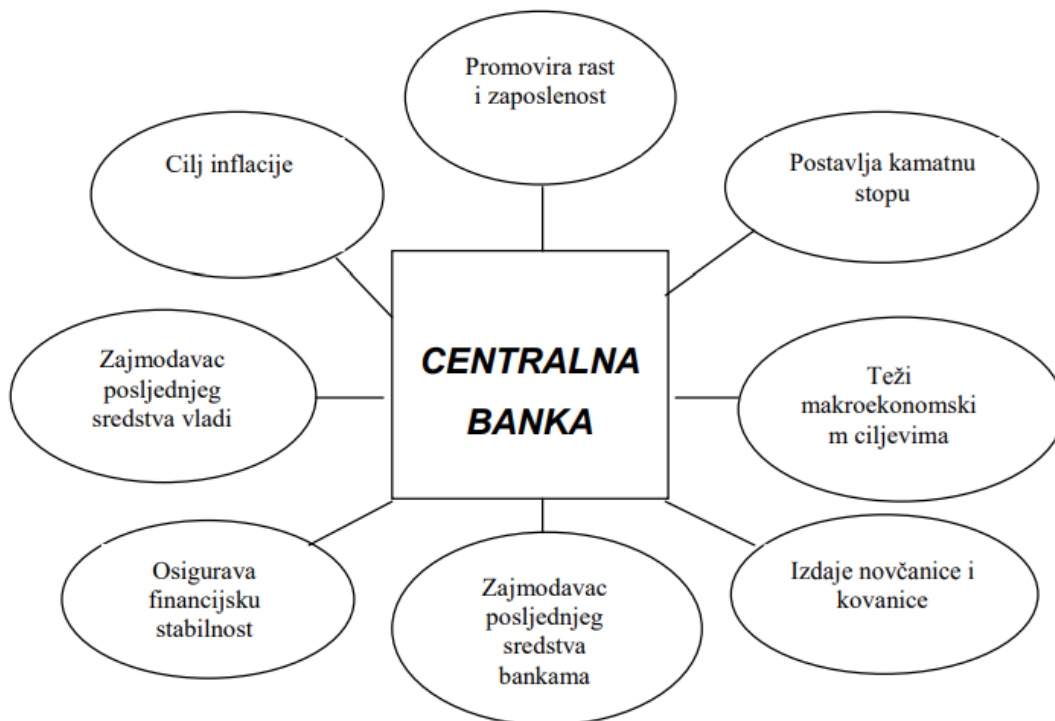 Promovira rast
i zaposlenost
Cilj inflacije
Postavlja kamatnu
stopu
Zajmodavac
posljednjeg
sredstva vladi
CENTRALNA
BANKA
Teži
makroekonomski
m ciljevima
Osigurava
financijsku
stabilnost
Zajmodavac
posljednjeg
sredstva
bankama
Izdaje novčanice i
kovanice